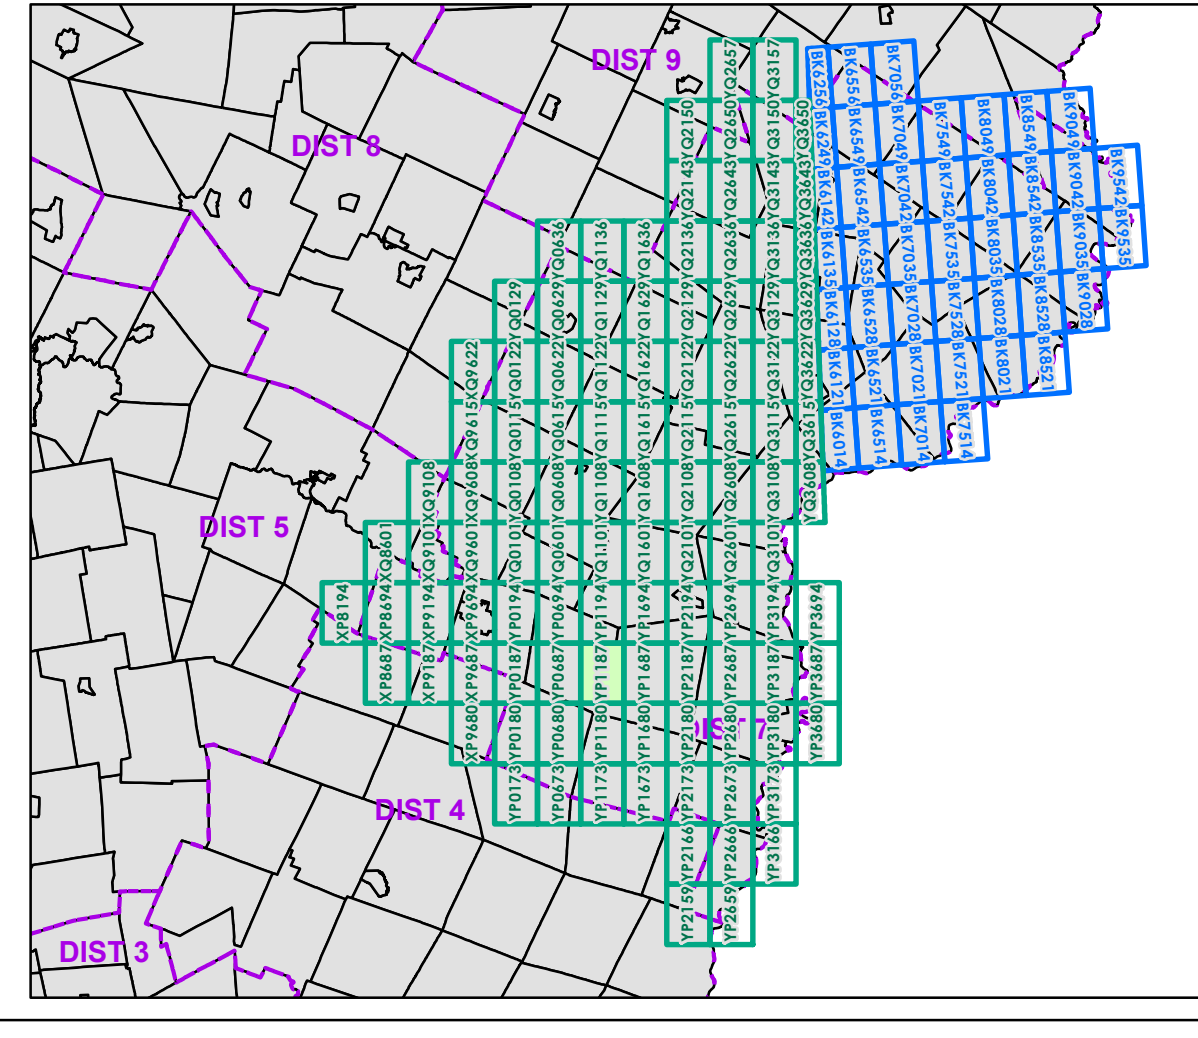 DIST 9
DIST 8
DIST 5
DIST 7
DIST 4
DIST 3
YQ2657 YQ3157
YQ2150 YQ2650 YQ3150 YQ3650
YQ2143 YQ2643 YQ3143 YQ3643
YQ0636 YQ1136 YQ1636 YQ2136 YQ2636 YQ3136 YQ3636
YQ0129 YQ0629 YQ1129 YQ1629 YQ2129 YQ2629 YQ3129 YQ3629
XQ9622 YQ0122 YQ0622 YQ1122 YQ1622 YQ2122 YQ2622 YQ3122 YQ3622
XQ9615 YQ0115 YQ0615 YQ1115 YQ1615 YQ2115 YQ2615 YQ3115 YQ3615
XQ9108 XQ9608 YQ0108 YQ0608 YQ1108 YQ1608 YQ2108 YQ2608 YQ3108 YQ3608
XQ8601 XQ9101 XQ9601 YQ0101 YQ0601 YQ1101 YQ1601 YQ2101 YQ2601 YQ3101
XP8194 XP8694 XP9194 XP9694 YP0194 YP0694 YP1194 YP1694 YP2194 YP2694 YP3194 YP3694
XP8687 XP9187 XP9687 YP0187 YP0687 YP1187 YP1687 YP2187 YP2687 YP3187 YP3687
XP9680 YP0180 YP0680 YP1180 YP1680 YP2180 YP2680 YP3180 YP3680
YP0173 YP0673 YP1173 YP1673 YP2173 YP2673 YP3173
YP2166 YP2666 YP3166
YP2159 YP2659
BK6256 BK6556 BK7056
BK6249 BK6549 BK7049 BK7549 BK8049 BK8549 BK9049
BK6142 BK6542 BK7042 BK7542 BK8042 BK8542 BK9042 BK9542
BK6135 BK6535 BK7035 BK7535 BK8035 BK8535 BK9035 BK9535
BK6128 BK6528 BK7028 BK7528 BK8028 BK8528 BK9028
BK6121 BK6521 BK7021 BK7521 BK8021 BK8521
BK6014 BK6514 BK7014 BK7514